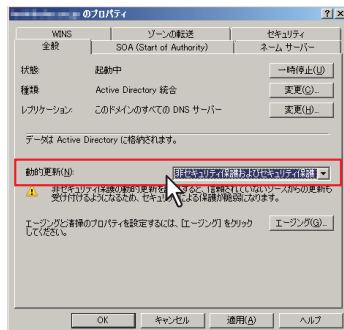 のプロパティ
WINS
ゾーンの転送
セキュリティ
全般
SOA (Start of Authority)
ネーム サーバー
状態:
起動中
一時停止(U)
種類:
Active Directory 統合
変更(C)...
レプリケーション:
このドメインのすべての DNS サーバー
変更(H)...
データは Active Directory に格納されます。
動的更新(N):
非セキュリティ保護およびセキュリティ保護
非セキュリティ保護の動的更新を
すると、信頼されていないソースからの更新も
受け付けるようになるため、セキュリ
による保護が脆弱になります。
エージングと清掃のプロパティを設定するには、[エージング] をクリック
してください。
エージング(G)...
OK
キャンセル
適用(A)
ヘルプ